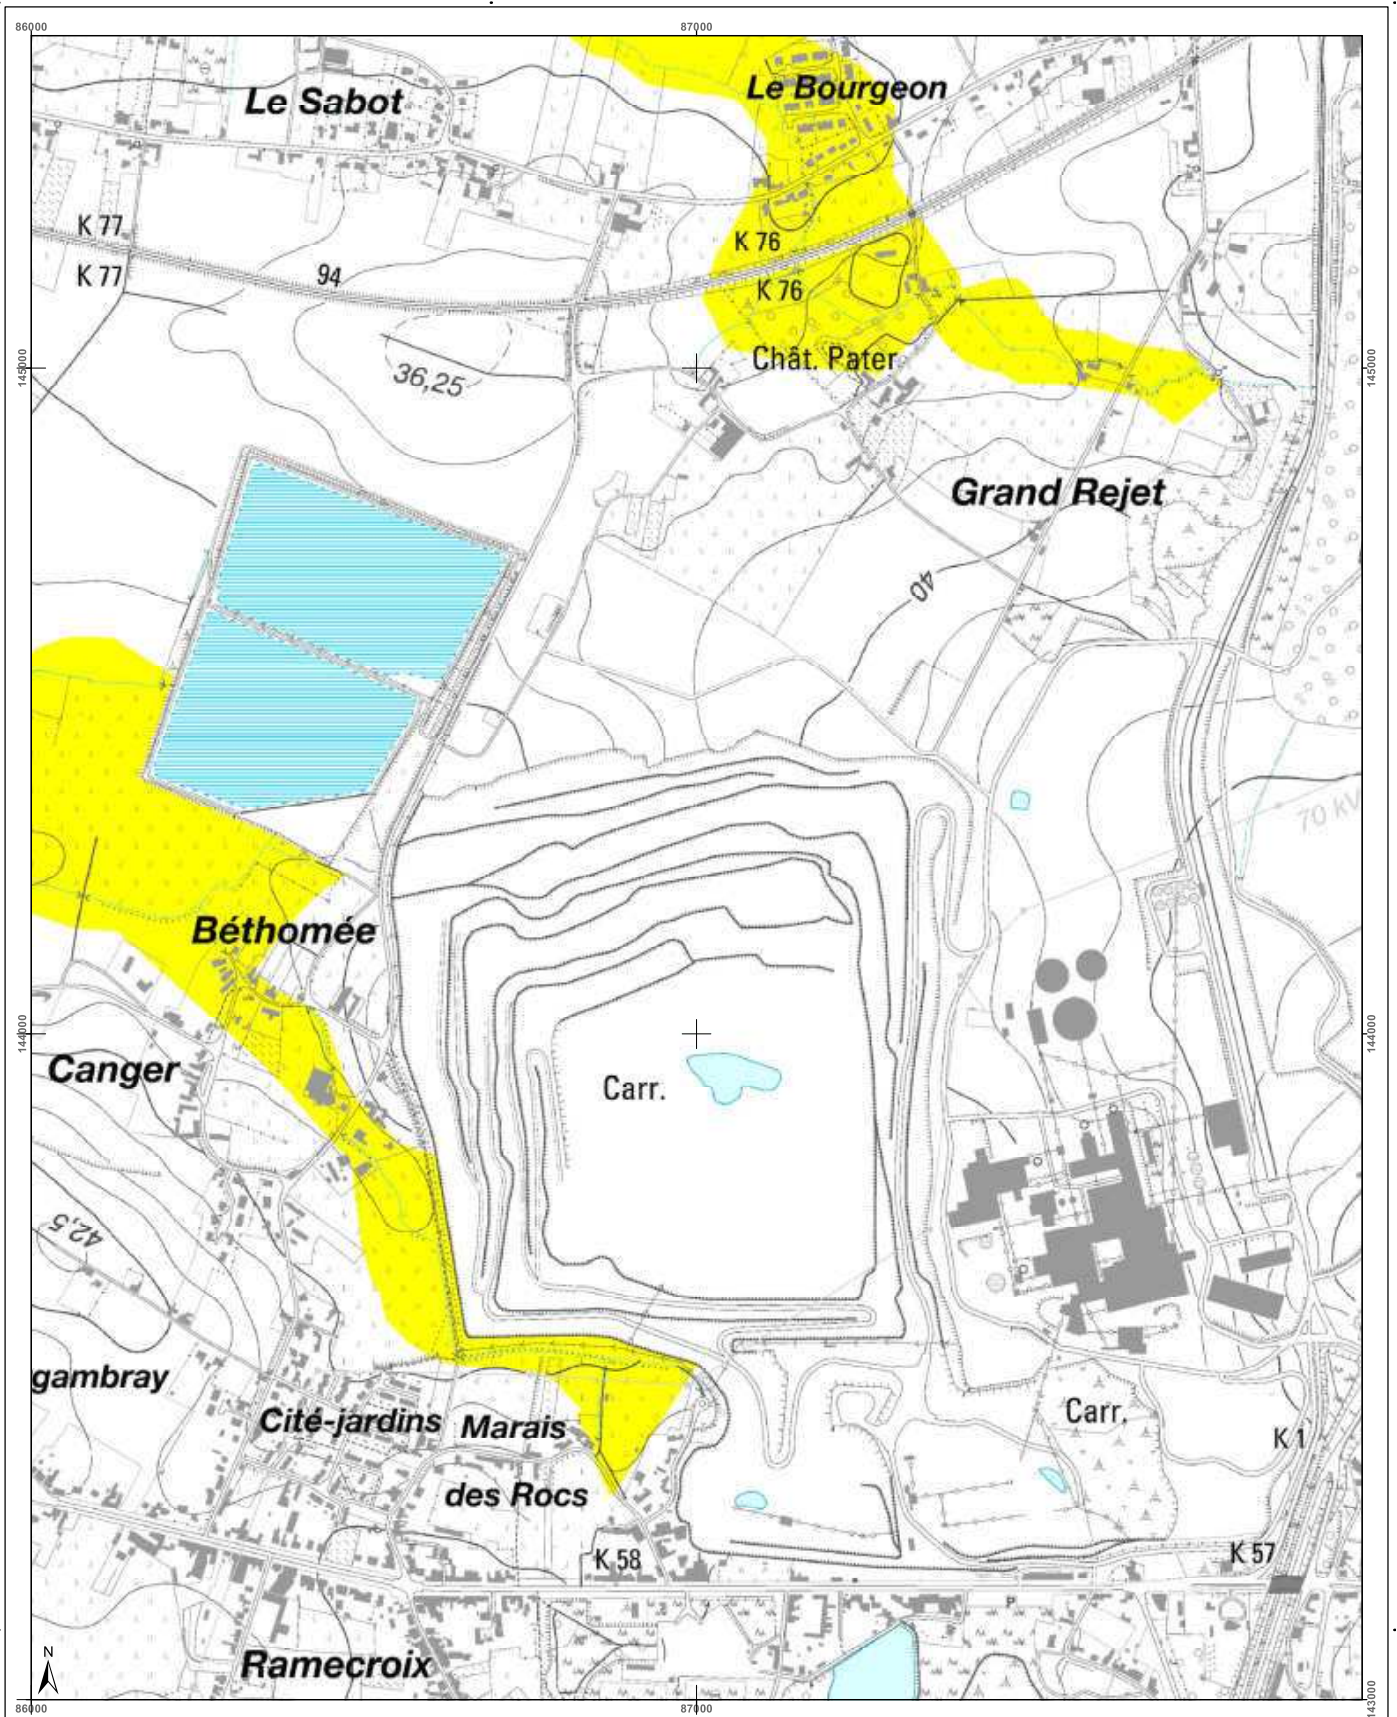 86000
87000
Le Bourgeon
Le Sabot
K 77
K 76
K 77
94
K 76
Chât. Pater
145000
145000
36,25
Grand Rejet
40
70 kV
Béthomée
144000
144000
Canger
Carr.
42,5
gambray
Cité-jardins
Marais
des Rocs
Carr.
K 1
K 57
K 58
P
N
Ramecroix
86000
87000
143000